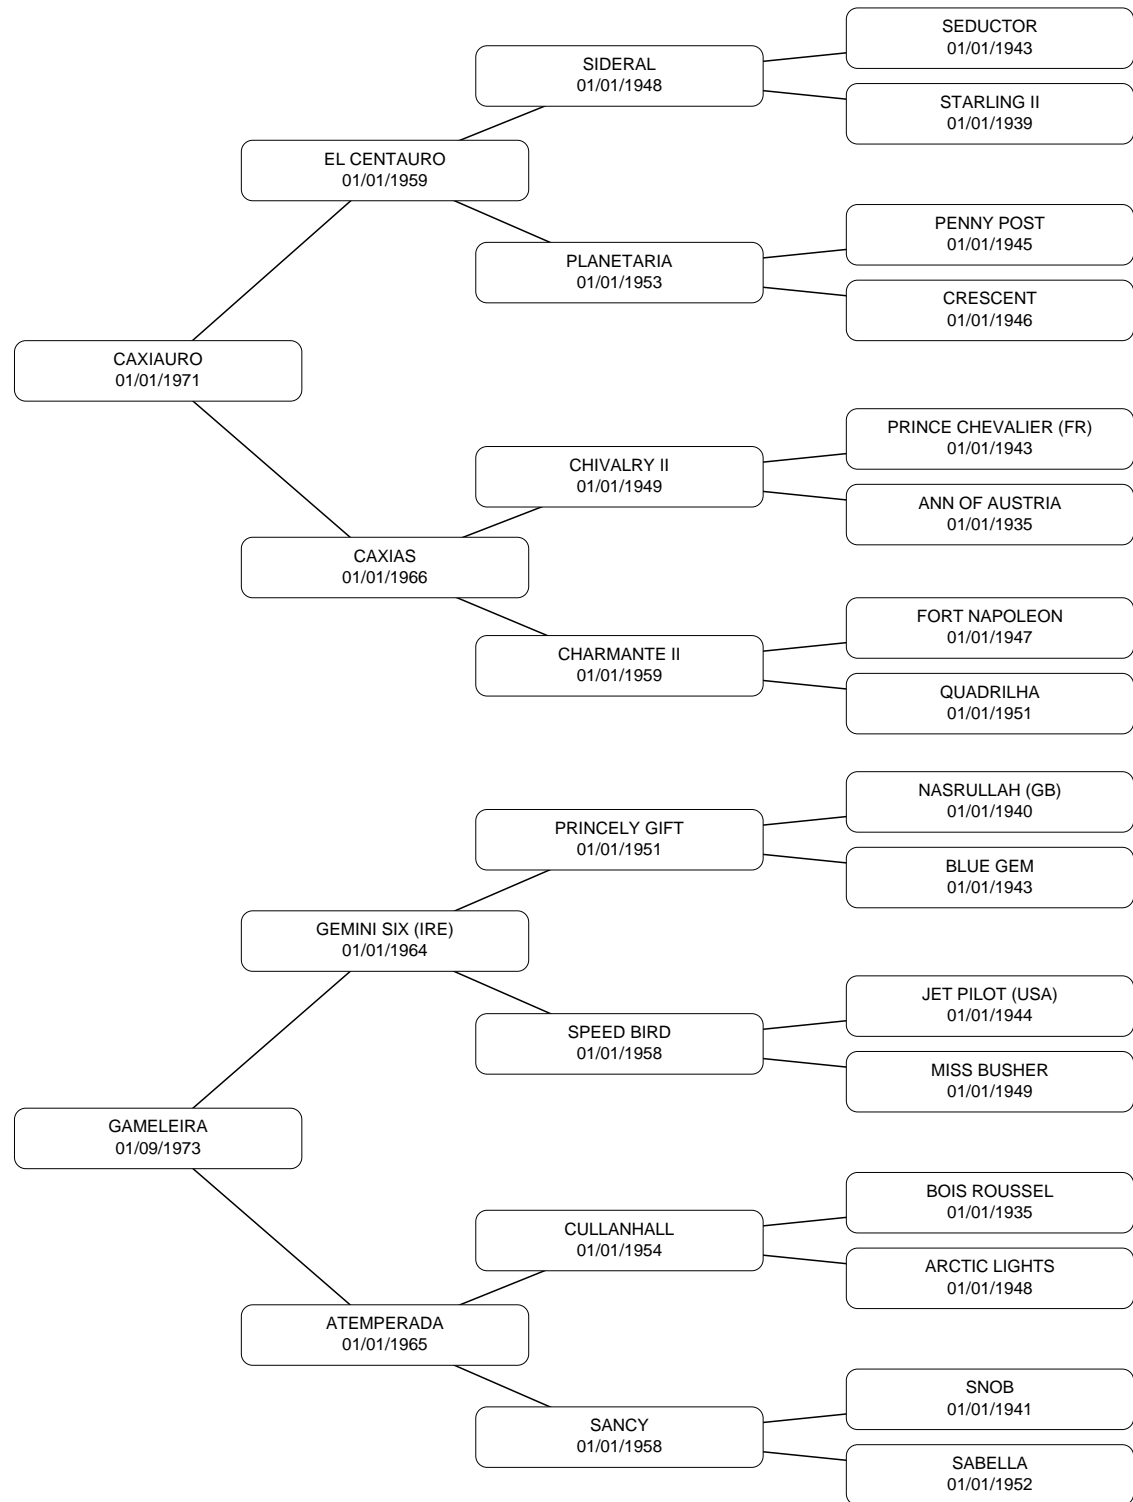 SEDUCTOR
01/01/1943
SIDERAL
01/01/1948
STARLING II
01/01/1939
EL CENTAURO
01/01/1959
PENNY POST
01/01/1945
PLANETARIA
01/01/1953
CRESCENT
01/01/1946
CAXIAURO
01/01/1971
PRINCE CHEVALIER (FR)
01/01/1943
CHIVALRY II
01/01/1949
ANN OF AUSTRIA
01/01/1935
CAXIAS
01/01/1966
FORT NAPOLEON
01/01/1947
CHARMANTE II
01/01/1959
QUADRILHA
01/01/1951
NASRULLAH (GB)
01/01/1940
PRINCELY GIFT
01/01/1951
BLUE GEM
01/01/1943
GEMINI SIX (IRE)
01/01/1964
JET PILOT (USA)
01/01/1944
SPEED BIRD
01/01/1958
MISS BUSHER
01/01/1949
GAMELEIRA
01/09/1973
BOIS ROUSSEL
01/01/1935
CULLANHALL
01/01/1954
ARCTIC LIGHTS
01/01/1948
ATEMPERADA
01/01/1965
SNOB
01/01/1941
SANCY
01/01/1958
SABELLA
01/01/1952